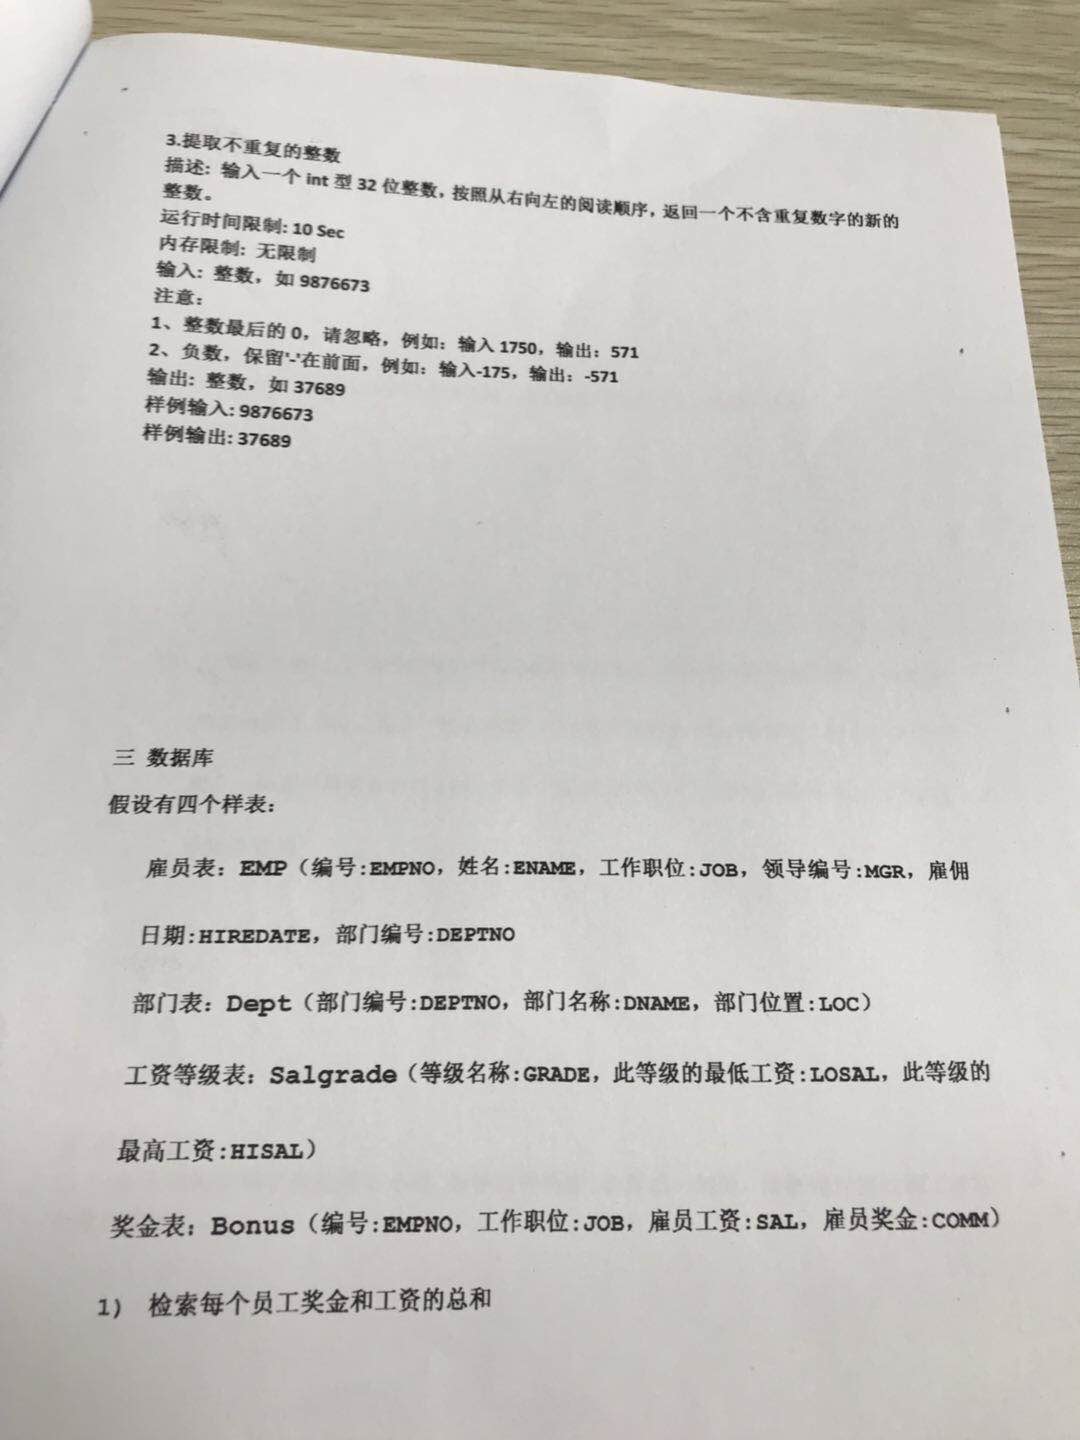 3.提取不重复的整数
描述：输入一个 int 型 32 位整数，按照从右向左的阅读顺序，返回一个不含重复数字的新的
整数。
运行时间限制: 10 Sec
内存限制：无限制
输入：整数，如 9876673
注意：
1、整数最后的 0，请忽略，例如：输入 1750，输出：571
2、负数，保留'-'在前面，例如：输入-175，输出：-571
输出：整数，如 37689
样例输入: 9876673
样例输出: 37689
三 数据库
假设有四个样表：
雇员表：EMP（编号:EMPNO，姓名:ENAME，工作职位:JOB，领导编号:MGR，雇佣
日期:HIREDATE，部门编号:DEPTNO
部门表：Dept（部门编号:DEPTNO，部门名称:DNAME，部门位置:LOC）
工资等级表：Salgrade（等级名称:GRADE，此等级的最低工资:LOSAL，此等级的
最高工资:HISAL）
奖金表：Bonus（编号:EMPNO，工作职位:JOB，雇员工资:SAL，雇员奖金:COMM）
1) 检索每个员工奖金和工资的总和